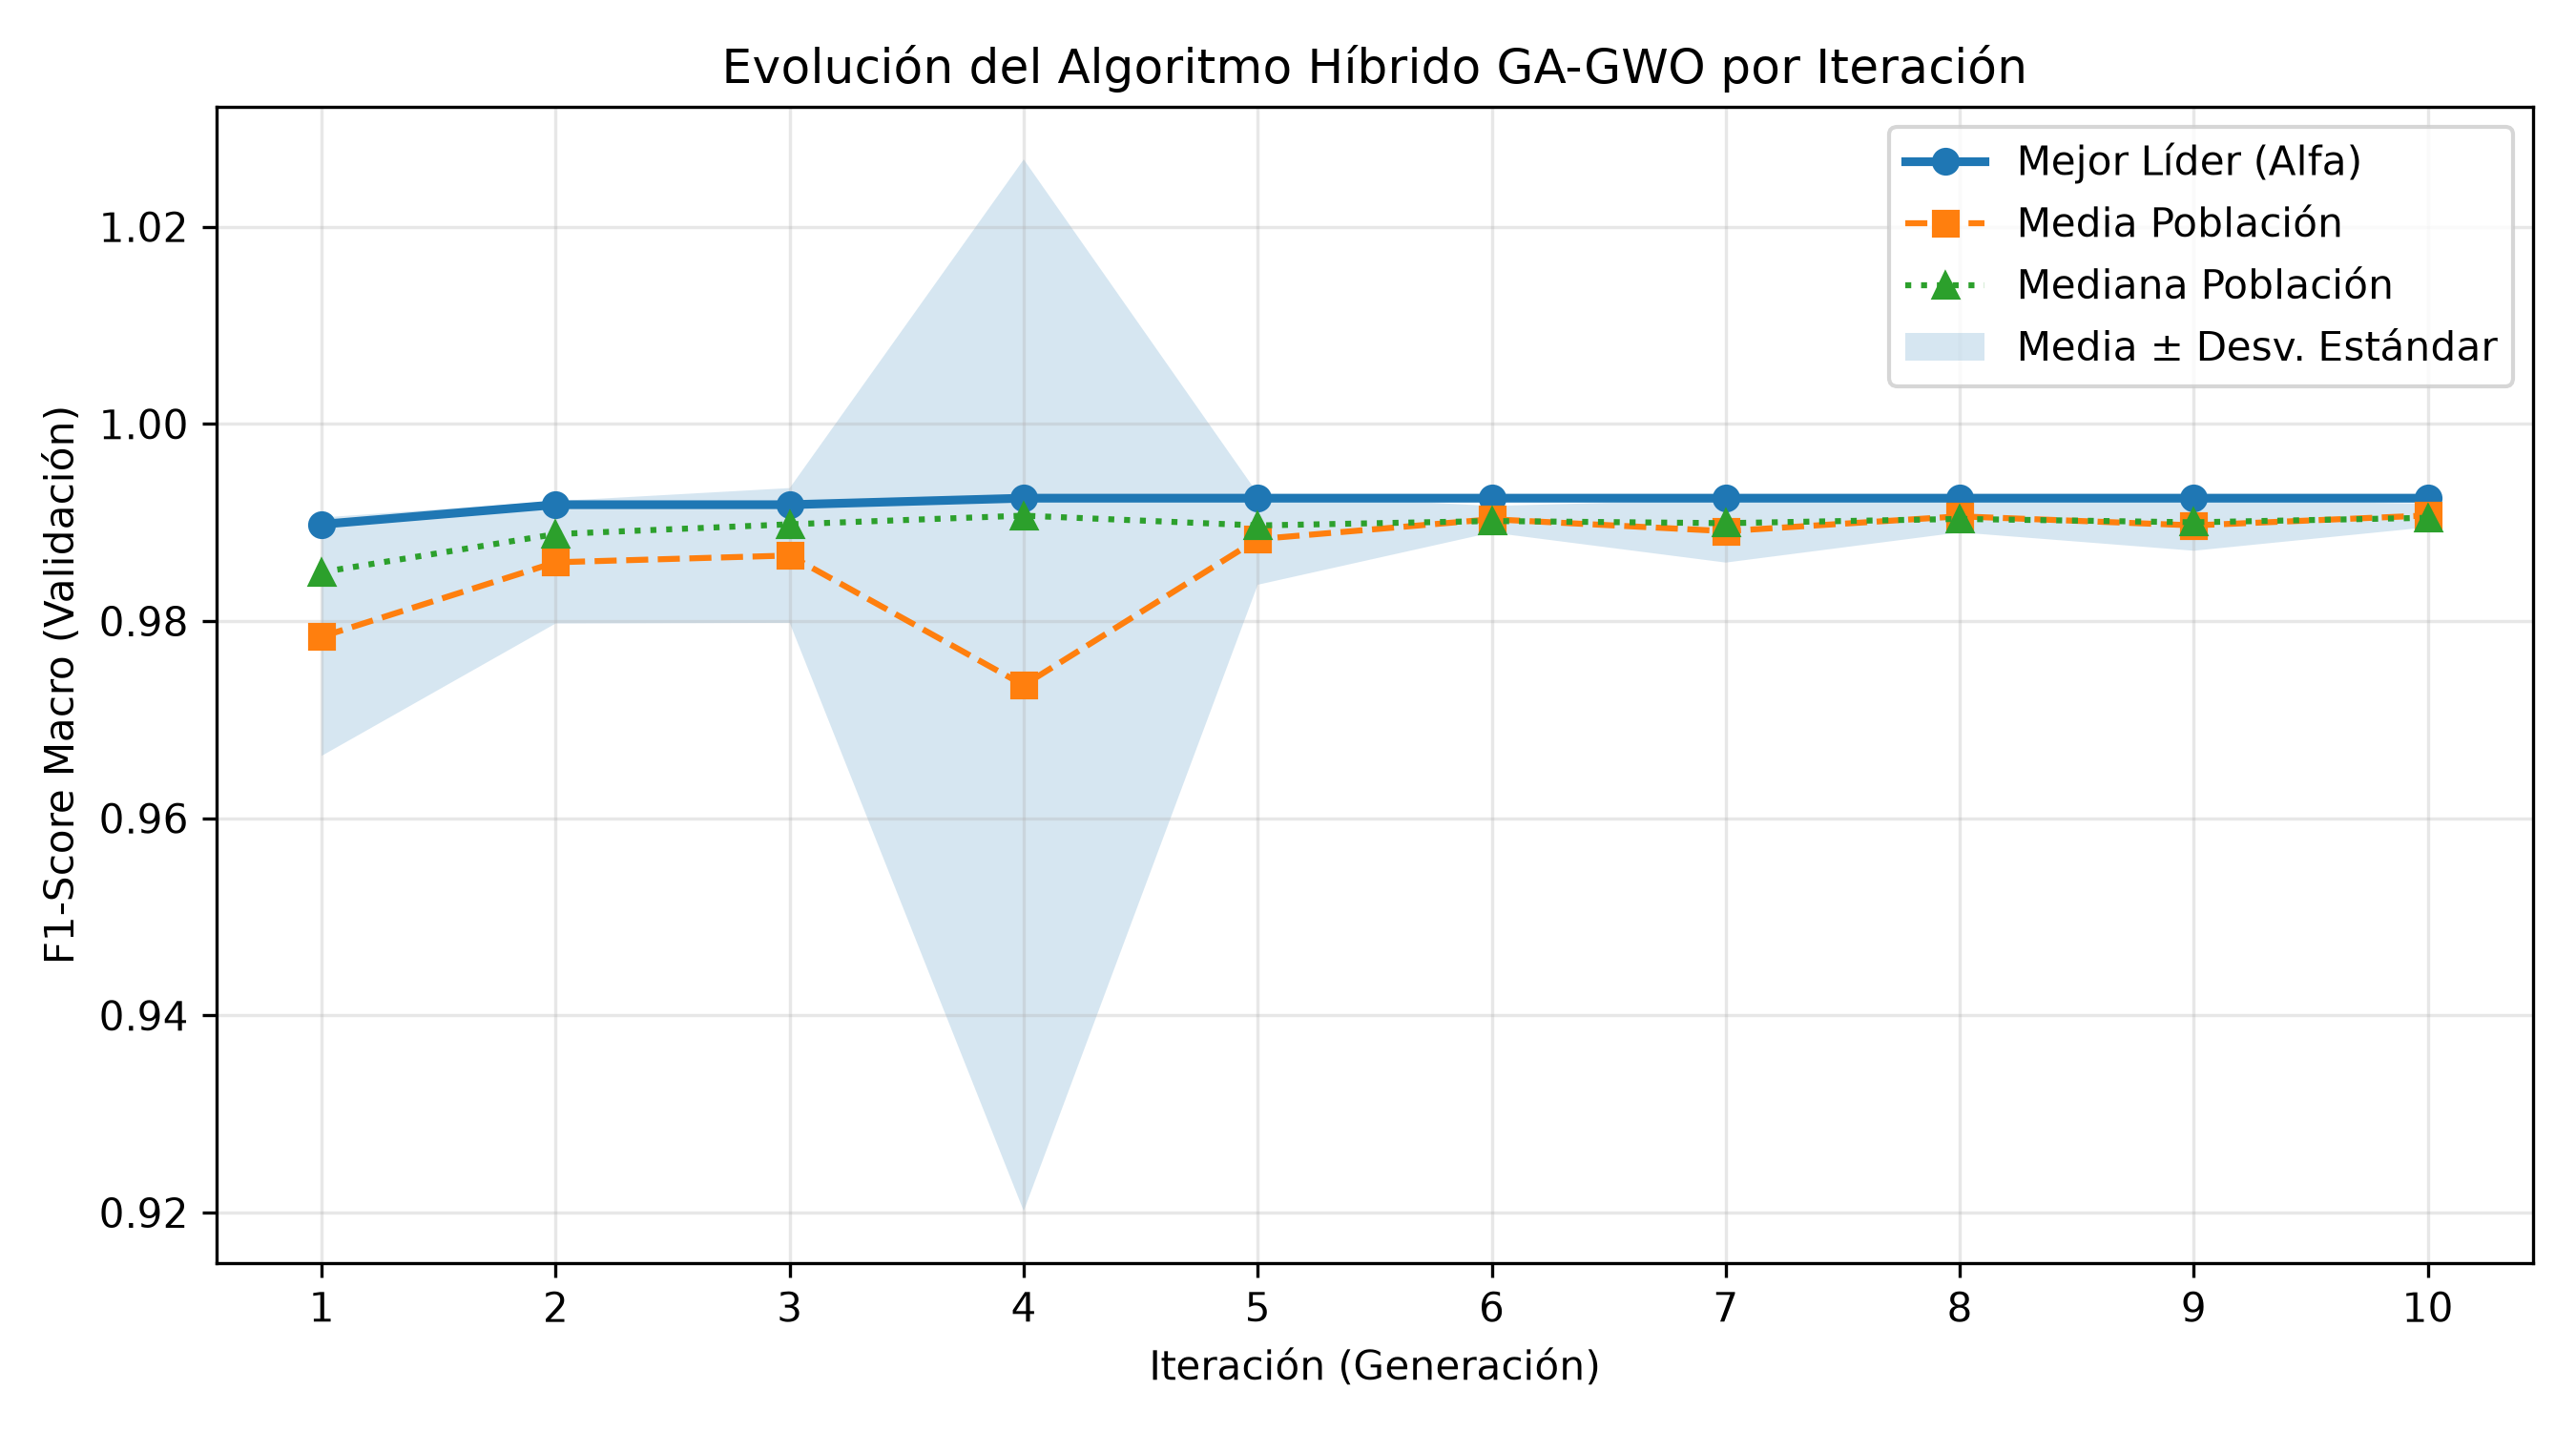 Evolución del Algoritmo Híbrido GA-GWO por Iteración
Mejor Líder (Alfa)
Media Población
Mediana Población
Media ± Desv. Estándar
F1-Score Macro (Validación)
1.02
1.00
0.98
0.96
0.94
0.92
1 2 3 4 5 6 7 8 9 10
Iteración (Generación)